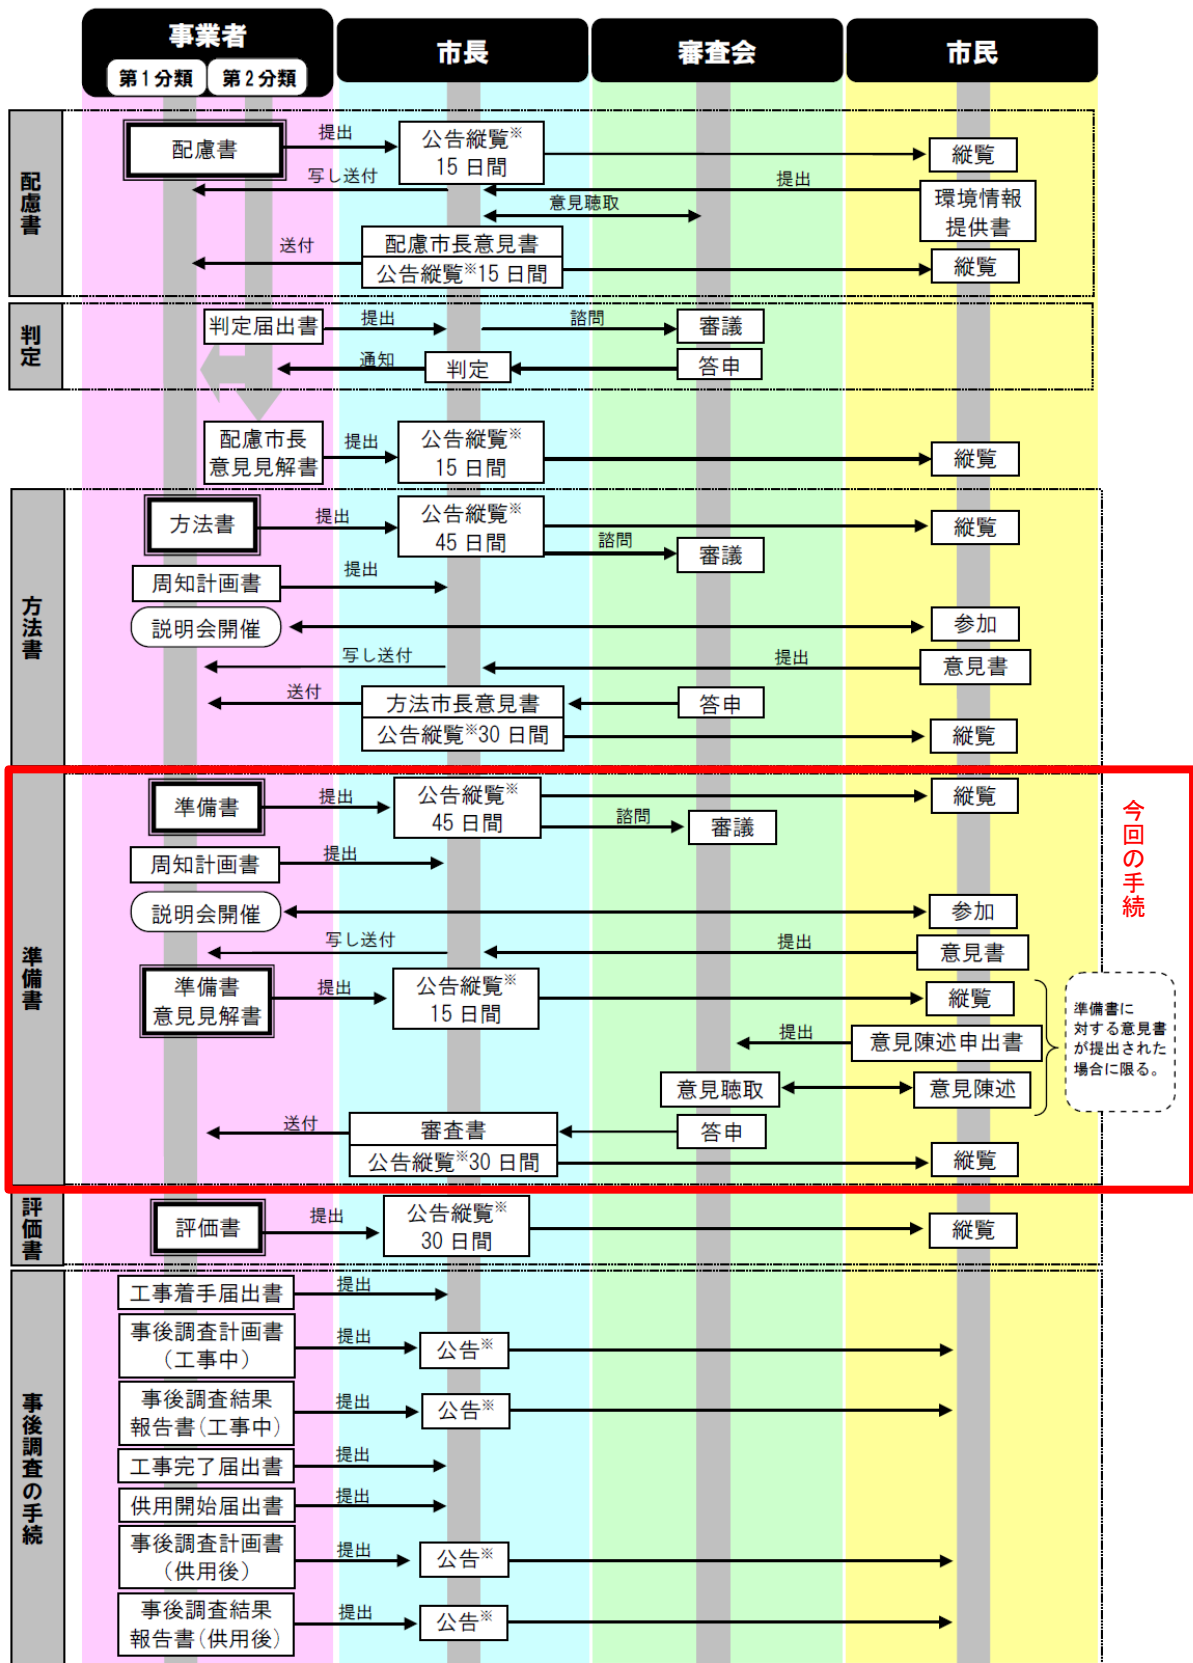 事業者
第1分類 第2分類
市長
審査会
市民
配慮書
配慮書
提出
公告縦覧※
15日間
縦覧
写し送付
提出
環境情報
提供書
意見聴取
配慮市長意見書
送付
公告縦覧※15日間
縦覧
判定
判定届出書
提出
諮問
審議
通知
判定
答申
配慮市長
意見見解書
提出
公告縦覧※
15日間
縦覧
方法書
方法書
提出
公告縦覧※
45日間
縦覧
諮問
審議
周知計画書
提出
説明会開催
参加
写し送付
提出
意見書
送付
方法市長意見書
答申
公告縦覧※30日間
縦覧
今回の手続
準備書
準備書
提出
公告縦覧※
45日間
縦覧
諮問
審議
周知計画書
提出
説明会開催
参加
写し送付
提出
意見書
準備書
意見見解書
提出
公告縦覧※
15日間
縦覧
提出
意見陳述申出書
意見聴取
意見陳述
準備書に
対する意見書
が提出された
場合に限る。
送付
審査書
答申
公告縦覧※30日間
縦覧
評価書
評価書
提出
公告縦覧※
30日間
縦覧
事後調査の手続
工事着手届出書
提出
事後調査計画書
(工事中)
提出
公告※
事後調査結果
報告書(工事中)
提出
公告※
工事完了届出書
提出
供用開始届出書
提出
事後調査計画書
(供用後)
提出
公告※
事後調査結果
報告書(供用後)
提出
公告※